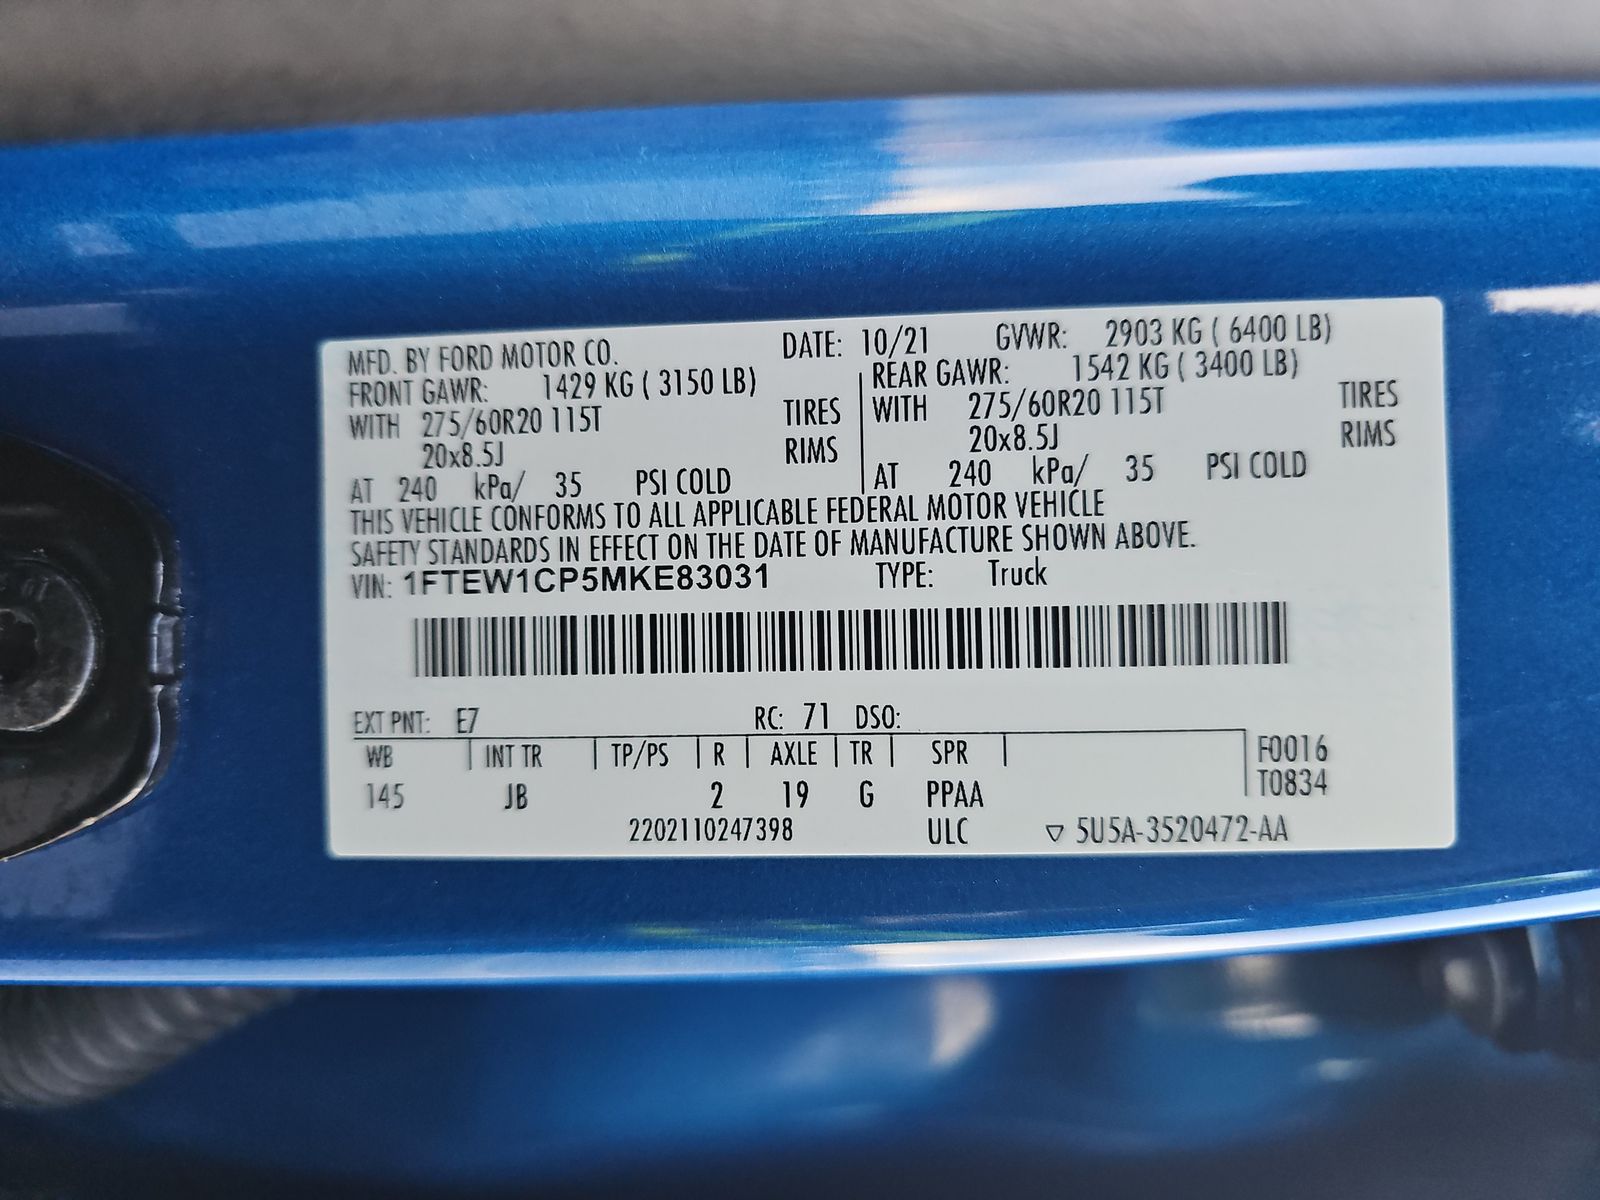 MFD. BY FORD MOTOR CO. DATE: 10/21 GVWR: 2903 KG ( 6400 LB)
FRONT GAWR: 1429 KG ( 3150 LB) REAR GAWR: 1542 KG ( 3400 LB)
WITH 275/60R20 115T TIRES WITH 275/60R20 115T TIRES
20x8.5J RIMS 20x8.5J RIMS
AT 240 kPa/ 35 PSI COLD AT 240 kPa/ 35 PSI COLD
THIS VEHICLE CONFORMS TO ALL APPLICABLE FEDERAL MOTOR VEHICLE
SAFETY STANDARDS IN EFFECT ON THE DATE OF MANUFACTURE SHOWN ABOVE.
VIN: 1FTEW1CP5MKE83031 TYPE: Truck
EXT PNT: E7 RC: 71 DSO:
WB INT TR TP/PS R AXLE TR SPR F0016
145 JB 2 19 G PPAA T0834
2202110247398 ULC ▽ 5U5A-3520472-AA